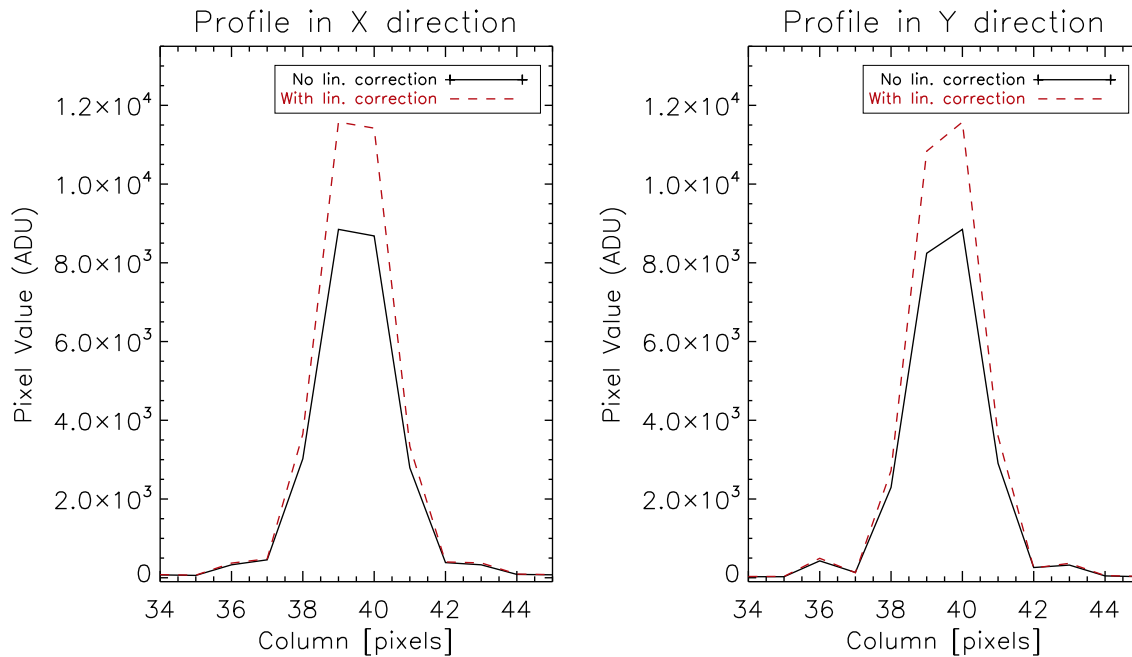 Profile in X direction
No lin. correction
With lin. correction
1.2×10⁴
1.0×10⁴
8.0×10³
6.0×10³
4.0×10³
2.0×10³
0
Pixel Value (ADU)
34 36 38 40 42 44
Column [pixels]
Profile in Y direction
No lin. correction
With lin. correction
1.2×10⁴
1.0×10⁴
8.0×10³
6.0×10³
4.0×10³
2.0×10³
0
Pixel Value (ADU)
34 36 38 40 42 44
Column [pixels]